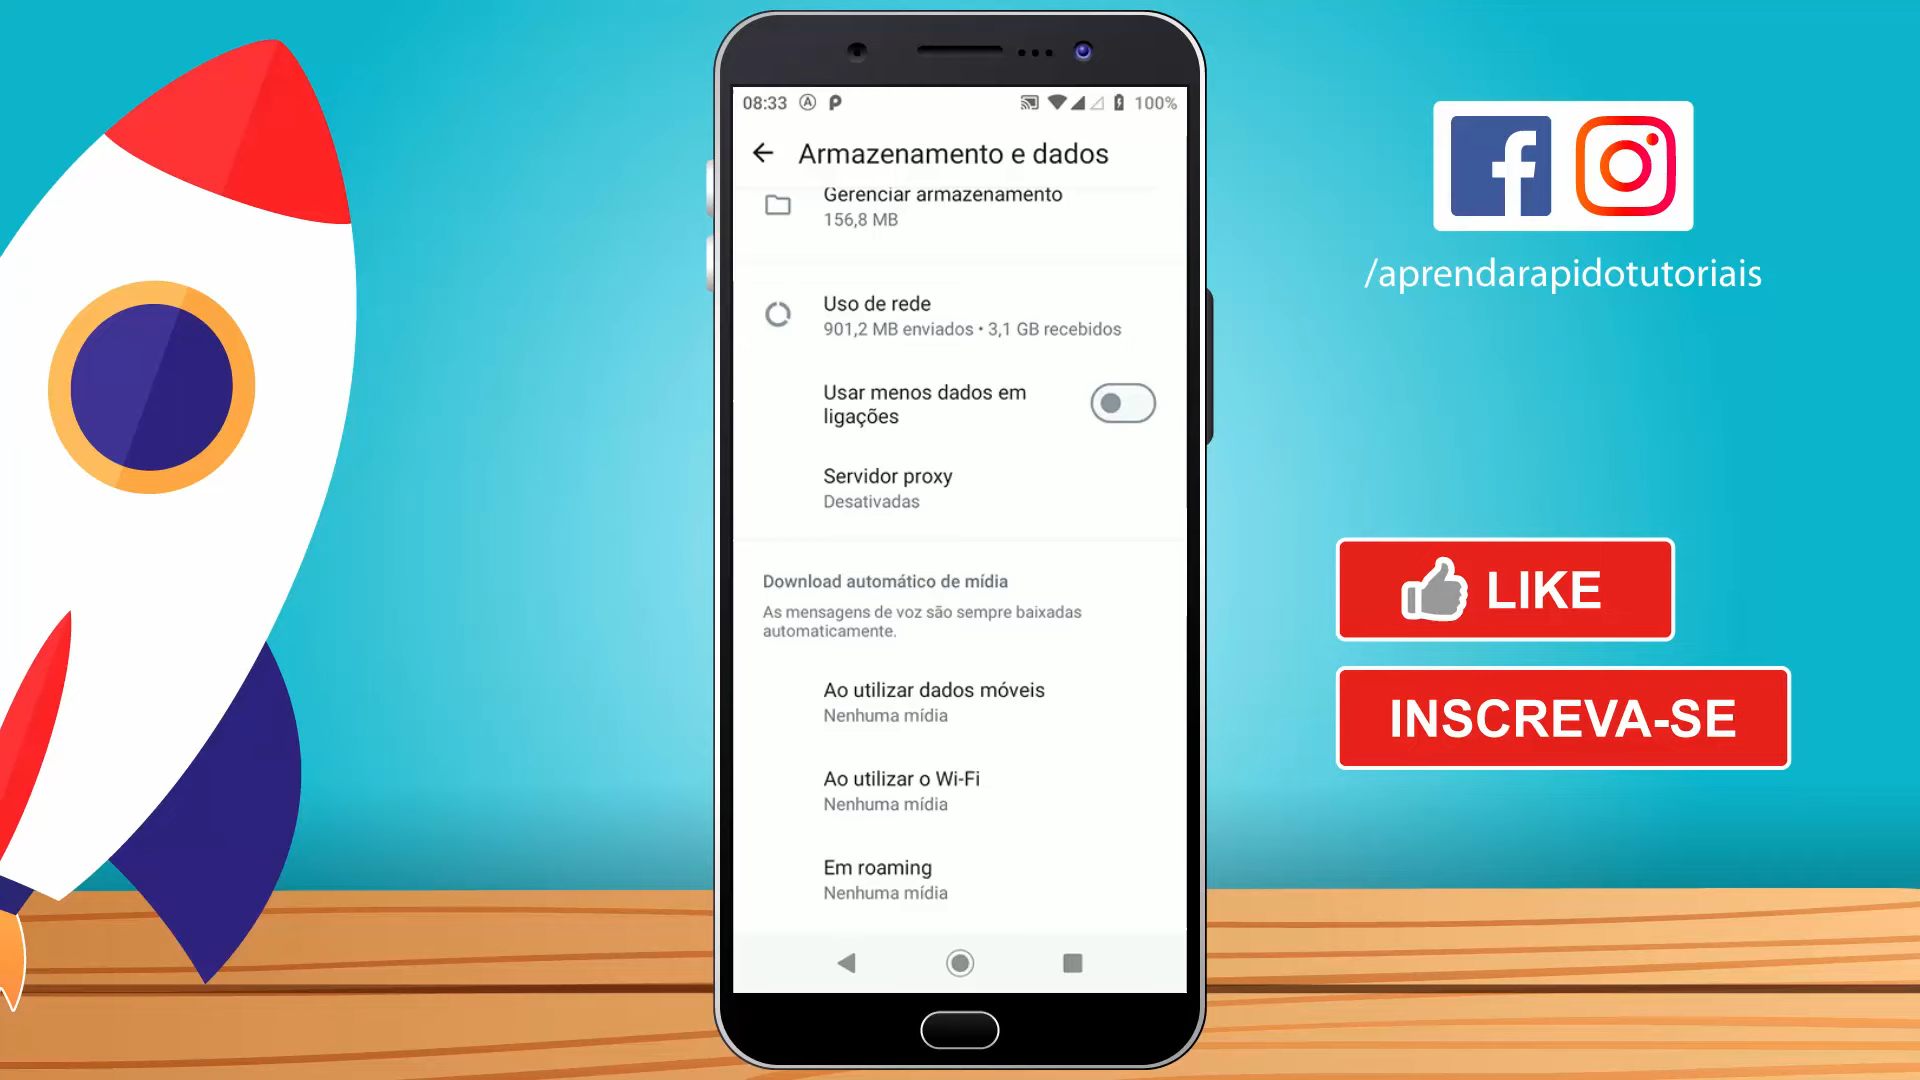 08:33
100%
Armazenamento e dados
Gerenciar armazenamento
156,8 MB
Uso de rede
901,2 MB enviados • 3,1 GB recebidos
Usar menos dados em
ligações
Servidor proxy
Desativadas
Download automático de mídia
As mensagens de voz são sempre baixadas
automaticamente.
Ao utilizar dados móveis
Nenhuma mídia
Ao utilizar o Wi-Fi
Nenhuma mídia
Em roaming
Nenhuma mídia
/aprendarapidotutoriais
LIKE
INSCREVA-SE